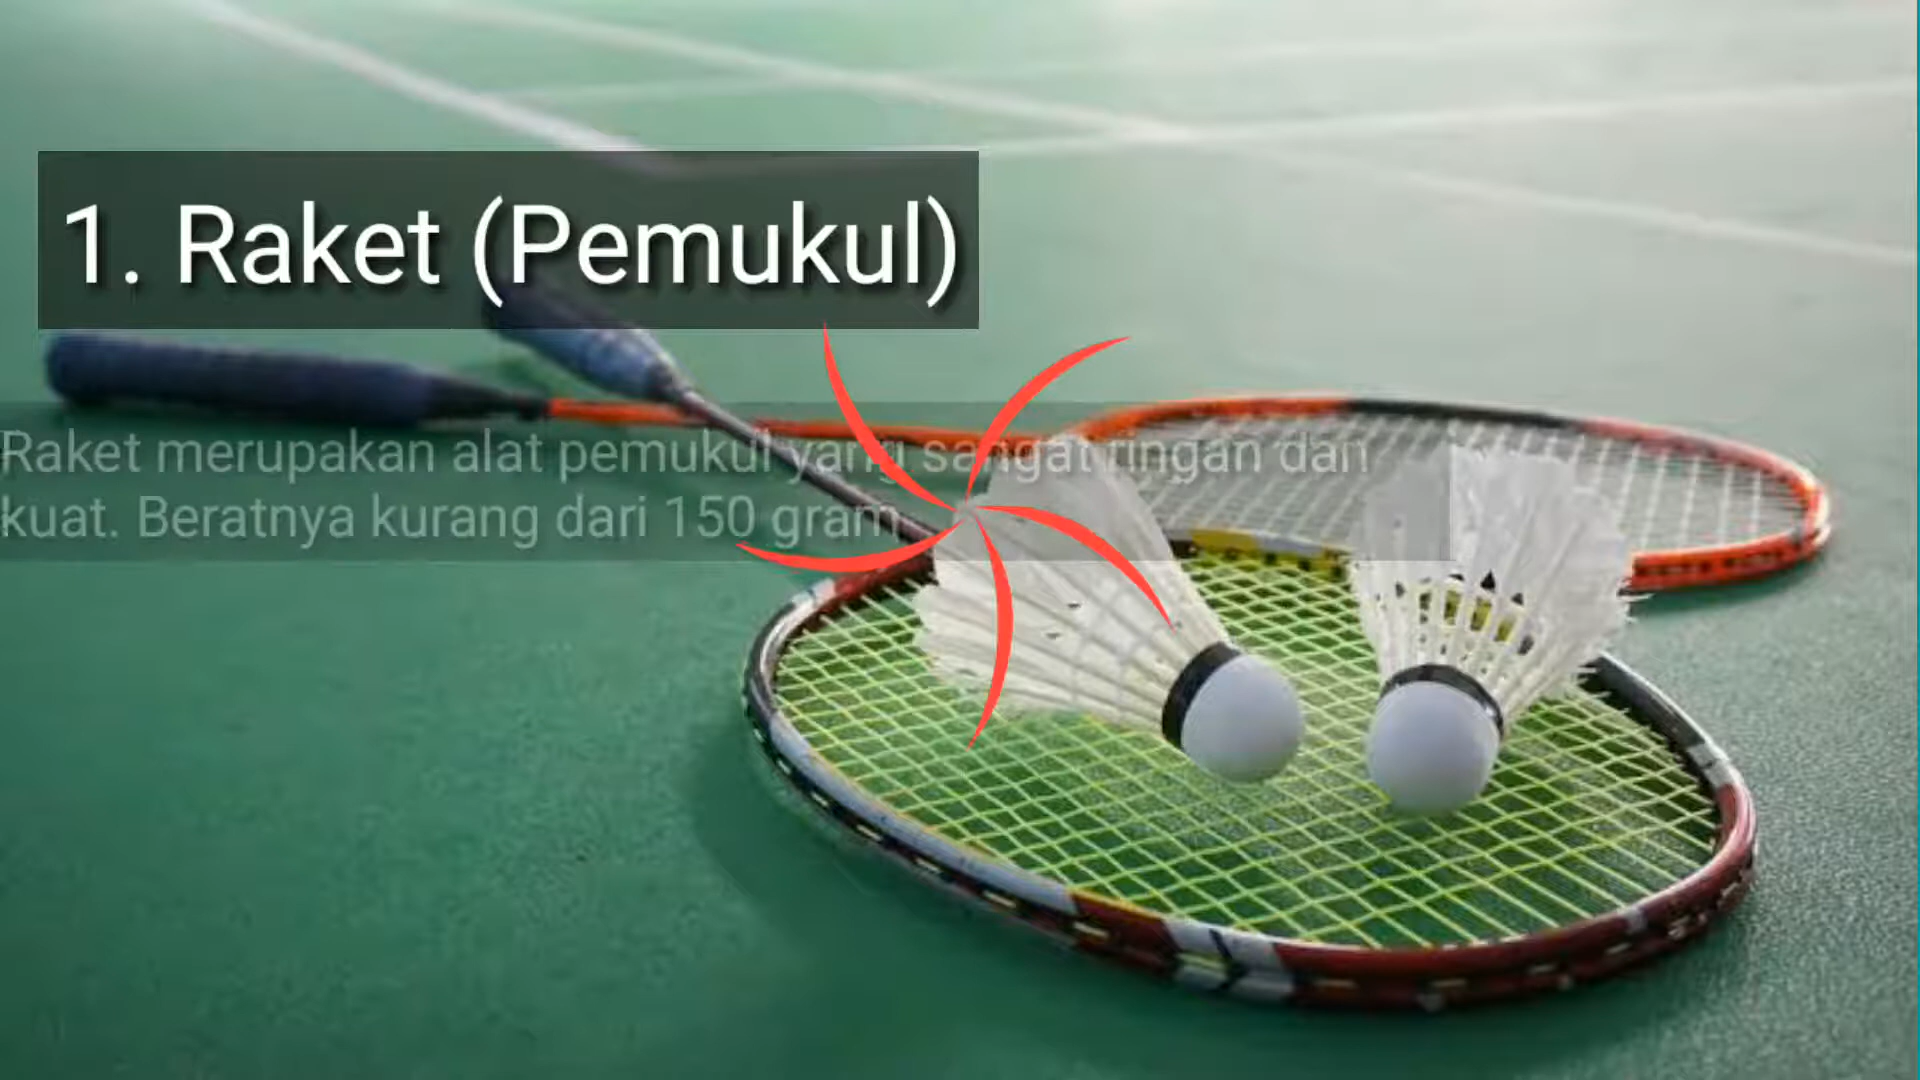 1. Raket (Pemukul)
Raket merupakan alat pemukul yang sangat ringan dan
kuat. Beratnya kurang dari 150 gram